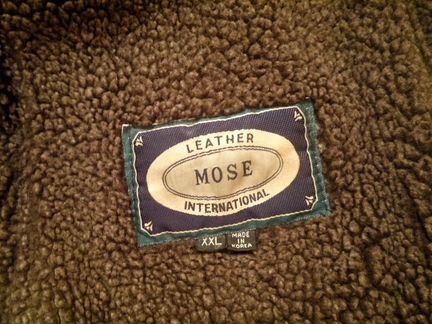 LEATHER
MOSE
INTERNATIONAL
XXL
MADE
IN
KOREA